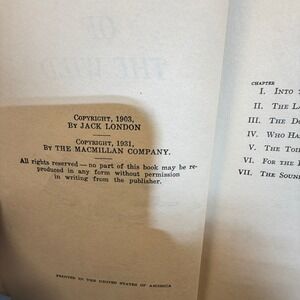 Copyright, 1903,
By JACK LONDON
Copyright, 1931,
By THE MACMILLAN COMPANY.
All rights reserved — no part of this book may be re-
produced in any form without permission
in writing from the publisher.
PRINTED IN THE UNITED STATES OF AMERICA
CHAPTER
I. Into
II. The La
III. The Do
IV. Who Ha
V. The Toi
VI. For the
VII. The Soun